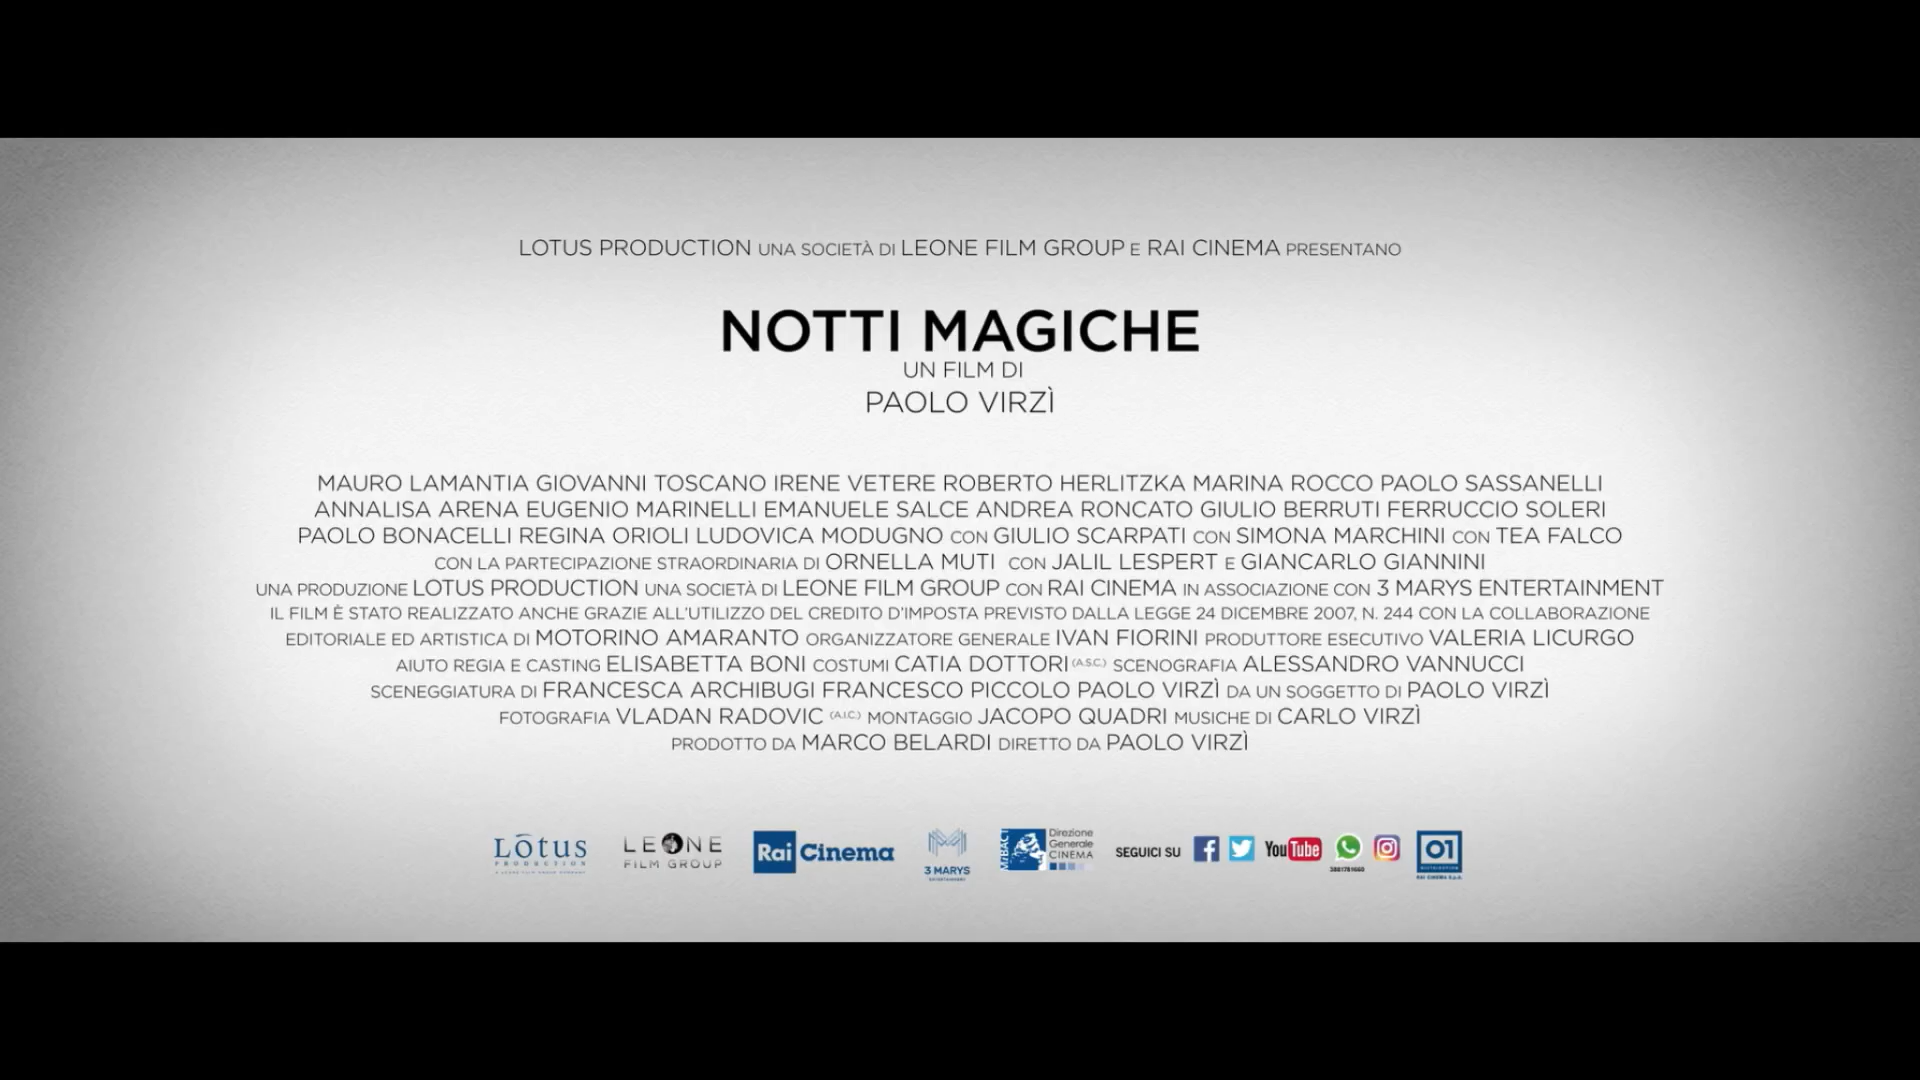 LOTUS PRODUCTION UNA SOCIETÀ DI LEONE FILM GROUP E RAI CINEMA PRESENTANO
NOTTI MAGICHE
UN FILM DI
PAOLO VIRZÌ
MAURO LAMANTIA GIOVANNI TOSCANO IRENE VETERE ROBERTO HERLITZKA MARINA ROCCO PAOLO SASSANELLI
ANNALISA ARENA EUGENIO MARINELLI EMANUELE SALCE ANDREA RONCATO GIULIO BERRUTI FERRUCCIO SOLERI
PAOLO BONACELLI REGINA ORIOLI LUDOVICA MODUGNO CON GIULIO SCARPATI CON SIMONA MARCHINI CON TEA FALCO
CON LA PARTECIPAZIONE STRAORDINARIA DI ORNELLA MUTI CON JALIL LESPERT E GIANCARLO GIANNINI
UNA PRODUZIONE LOTUS PRODUCTION UNA SOCIETÀ DI LEONE FILM GROUP CON RAI CINEMA IN ASSOCIAZIONE CON 3 MARYS ENTERTAINMENT
IL FILM È STATO REALIZZATO ANCHE GRAZIE ALL'UTILIZZO DEL CREDITO D'IMPOSTA PREVISTO DALLA LEGGE 24 DICEMBRE 2007, N. 244 CON LA COLLABORAZIONE
EDITORIALE ED ARTISTICA DI MOTORINO AMARANTO ORGANIZZATORE GENERALE IVAN FIORINI PRODUTTORE ESECUTIVO VALERIA LICURGO
AIUTO REGIA E CASTING ELISABETTA BONI COSTUMI CATIA DOTTORI (A.S.C.) SCENOGRAFIA ALESSANDRO VANNUCCI
SCENEGGIATURA DI FRANCESCA ARCHIBUGI FRANCESCO PICCOLO PAOLO VIRZÌ DA UN SOGGETTO DI PAOLO VIRZÌ
FOTOGRAFIA VLADAN RADOVIC (A.I.C.) MONTAGGIO JACOPO QUADRI MUSICHE DI CARLO VIRZÌ
PRODOTTO DA MARCO BELARDI DIRETTO DA PAOLO VIRZÌ
Lōtus
PRODUCTION
LEONE
FILM GROUP
Rai Cinema
3 MARYS
ENTERTAINMENT
MiBACT
Direzione
Generale
CINEMA
SEGUICI SU
YouTube
01
DISTRIBUTION
RAI CINEMA S.p.A.